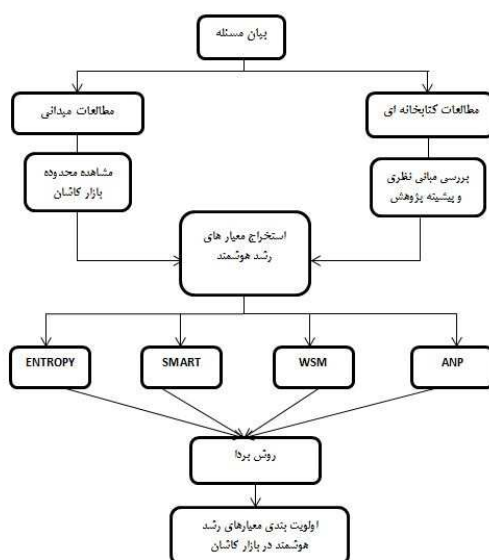 بیان مسئله
مطالعات کتابخانه ای
مطالعات میدانی
بررسی مبانی نظری
و پیشینه پژوهش
مشاهده محدوده
بازار کاشان
استخراج معیار های
رشد هوشمند
ENTROPY
SMART
WSM
ANP
روش بردا
اولویت بندی معیارهای رشد
هوشمند در بازار کاشان